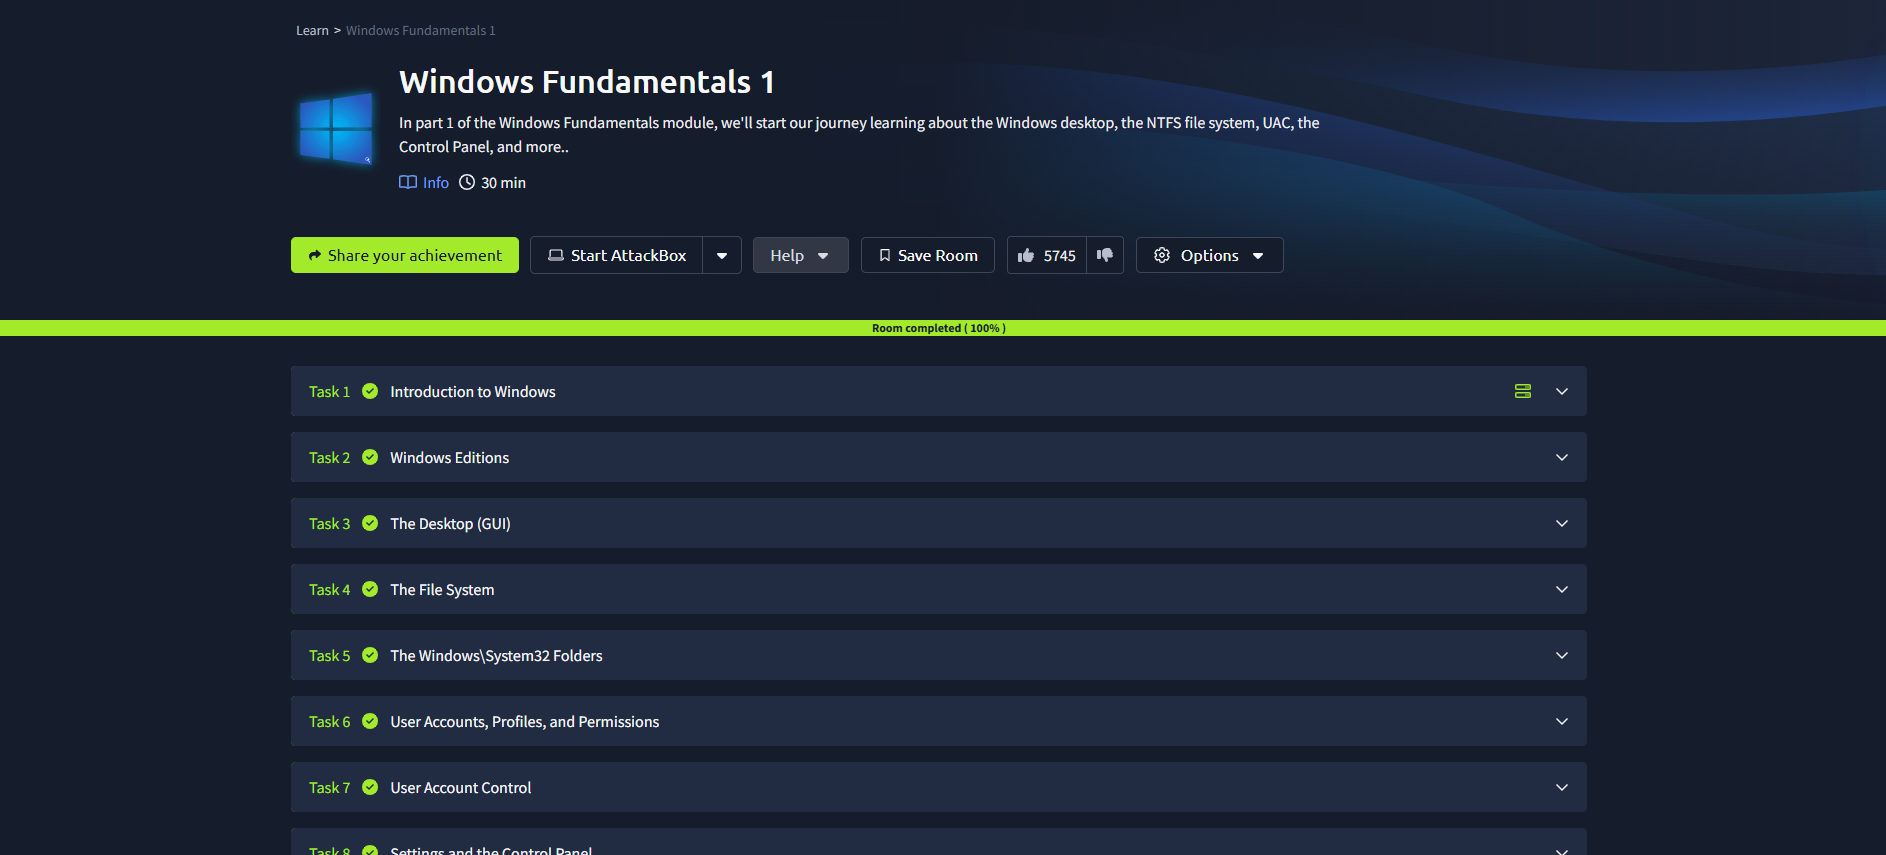 Learn > Windows Fundamentals 1
Windows Fundamentals 1
In part 1 of the Windows Fundamentals module, we'll start our journey learning about the Windows desktop, the NTFS file system, UAC, the
Control Panel, and more..
Info 30 min
Share your achievement Start AttackBox Help Save Room 5745 Options
Room completed ( 100% )
Task 1 Introduction to Windows
Task 2 Windows Editions
Task 3 The Desktop (GUI)
Task 4 The File System
Task 5 The Windows\System32 Folders
Task 6 User Accounts, Profiles, and Permissions
Task 7 User Account Control
Task 8 Settings and the Control Panel